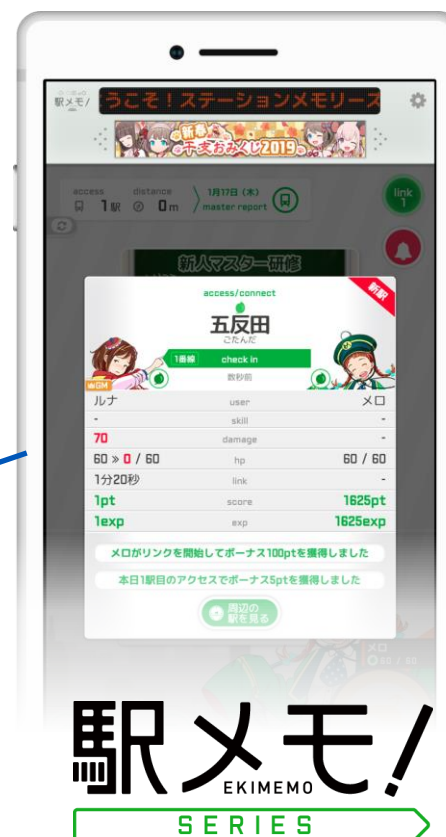 駅メモ!
うこそ！ステーションメモリーズ
新春
干支おみくじ2019
access
1駅
distance
0m
1月17日（木）
master report
link
1
新人マスター研修
新駅
access/connect
五反田
ごたんだ
1番線 check in
数秒前
wGM
ルナ user メロ
- skill -
70 damage -
60 » 0 / 60 hp 60 / 60
1分20秒 link -
1pt score 1625pt
1exp exp 1625exp
メロがリンクを開始してボーナス100ptを獲得しました
本日1駅目のアクセスでボーナス5ptを獲得しました
周辺の
駅を見る
メロ
60 / 60
駅メモ!
EKIMEMO
SERIES